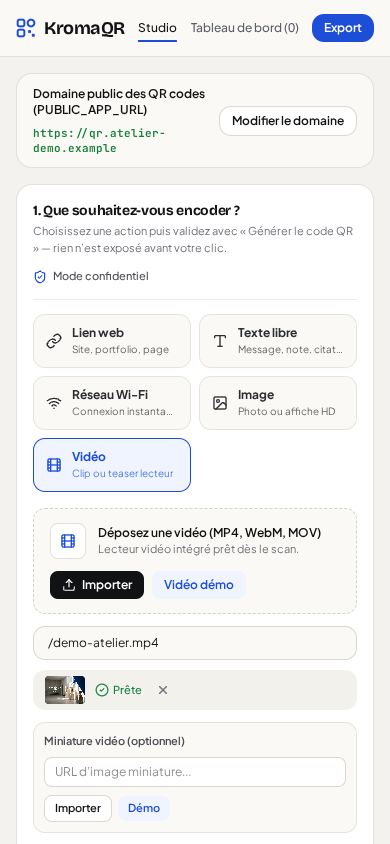 KromaQR Studio Tableau de bord (0) Export
Domaine public des QR codes
(PUBLIC_APP_URL)
https://qr.atelier-
demo.example
Modifier le domaine
1. Que souhaitez-vous encoder ?
Choisissez une action puis validez avec « Générer le code QR
» — rien n'est exposé avant votre clic.
Mode confidentiel
Lien web
Site, portfolio, page
Texte libre
Message, note, citat...
Réseau Wi-Fi
Connexion instanta...
Image
Photo ou affiche HD
Vidéo
Clip ou teaser lecteur
Déposez une vidéo (MP4, WebM, MOV)
Lecteur vidéo intégré prêt dès le scan.
Importer Vidéo démo
/demo-atelier.mp4
Prête
Miniature vidéo (optionnel)
URL d'image miniature...
Importer Démo